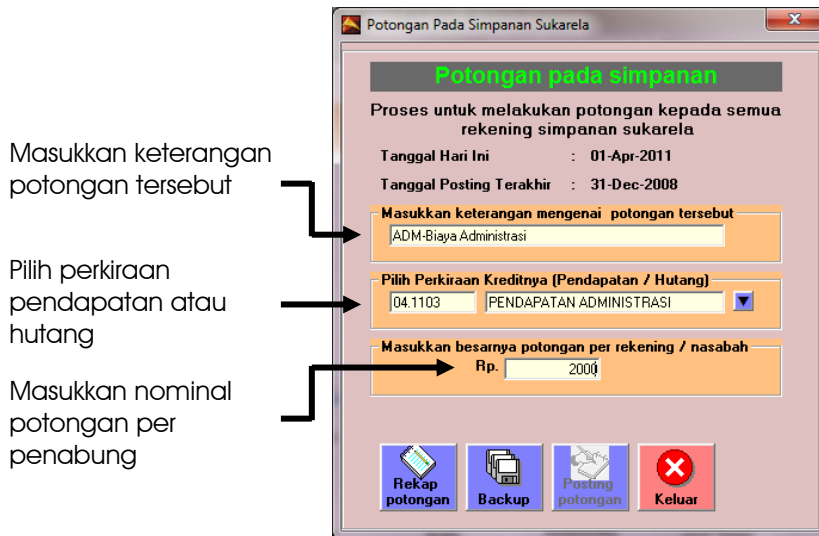 Potongan Pada Simpanan Sukarela
Potongan pada simpanan
Proses untuk melakukan potongan kepada semua
rekening simpanan sukarela
Tanggal Hari Ini : 01-Apr-2011
Tanggal Posting Terakhir : 31-Dec-2008
Masukkan keterangan
potongan tersebut
Masukkan keterangan mengenai potongan tersebut
ADM-Biaya Administrasi
Pilih perkiraan
pendapatan atau
hutang
Pilih Perkiraan Kreditnya (Pendapatan / Hutang)
04.1103 PENDAPATAN ADMINISTRASI
Masukkan nominal
potongan per
penabung
Masukkan besarnya potongan per rekening / nasabah
Rp. 2000
Rekap
potongan
Backup
Posting
potongan
Keluar